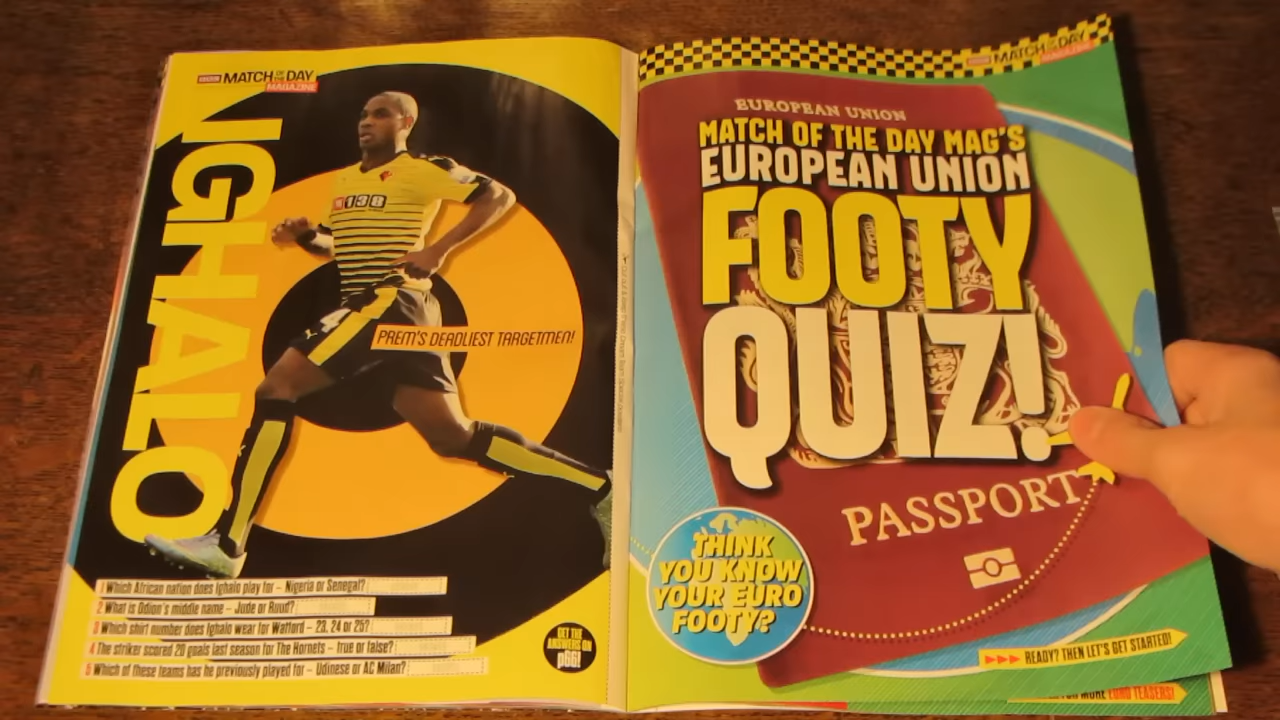 BBC MATCH OF THE DAY
MAGAZINE
IGHALO
138
PREM'S DEADLIEST TARGETMEN!
1 Which African nation does Ighalo play for – Nigeria or Senegal?
2 What is Odion's middle name – Jude or Ruud?
3 Which shirt number does Ighalo wear for Watford – 23, 24 or 25?
4 The striker scored 20 goals last season for The Hornets – true or false?
5 Which of these teams has he previously played for – Udinese or AC Milan?
GET THE
ANSWERS ON
p66!
BBC MATCH OF THE DAY
MAGAZINE
EUROPEAN UNION
MATCH OF THE DAY MAG'S
EUROPEAN UNION
FOOTY
QUIZ!
PASSPORT
THINK
YOU KNOW
YOUR EURO
FOOTY?
READY? THEN LET'S GET STARTED!
MORE EURO TEASERS!